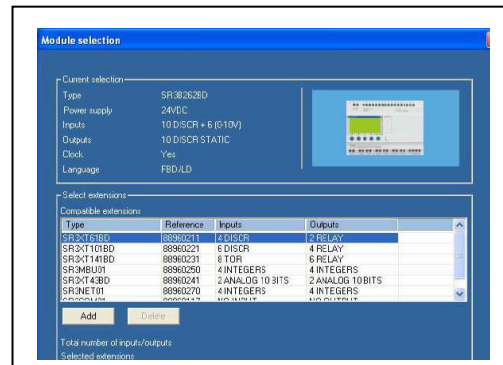 Module selection
Current selection
Type SR3B262BD
Power supply 24VDC
Inputs 10 DISCR + 6 (0-10V)
Outputs 10 DISCR STATIC
Clock Yes
Language FBD/LD
Select extensions
Compatible extensions
Type Reference Inputs Outputs
SR3XT61BD 88960211 4 DISCR 2 RELAY
SR3XT101BD 88960221 6 DISCR 4 RELAY
SR3XT141BD 88960231 8 TOR 6 RELAY
SR3MBU01 88960250 4 INTEGERS 4 INTEGERS
SR3XT43BD 88960241 2 ANALOG 10 BITS 2 ANALOG 10 BITS
SR3NET01 88960270 4 INTEGERS 4 INTEGERS
NO INPUT NO OUTPUT
Add Delete
Total number of inputs/outputs
Selected extensions